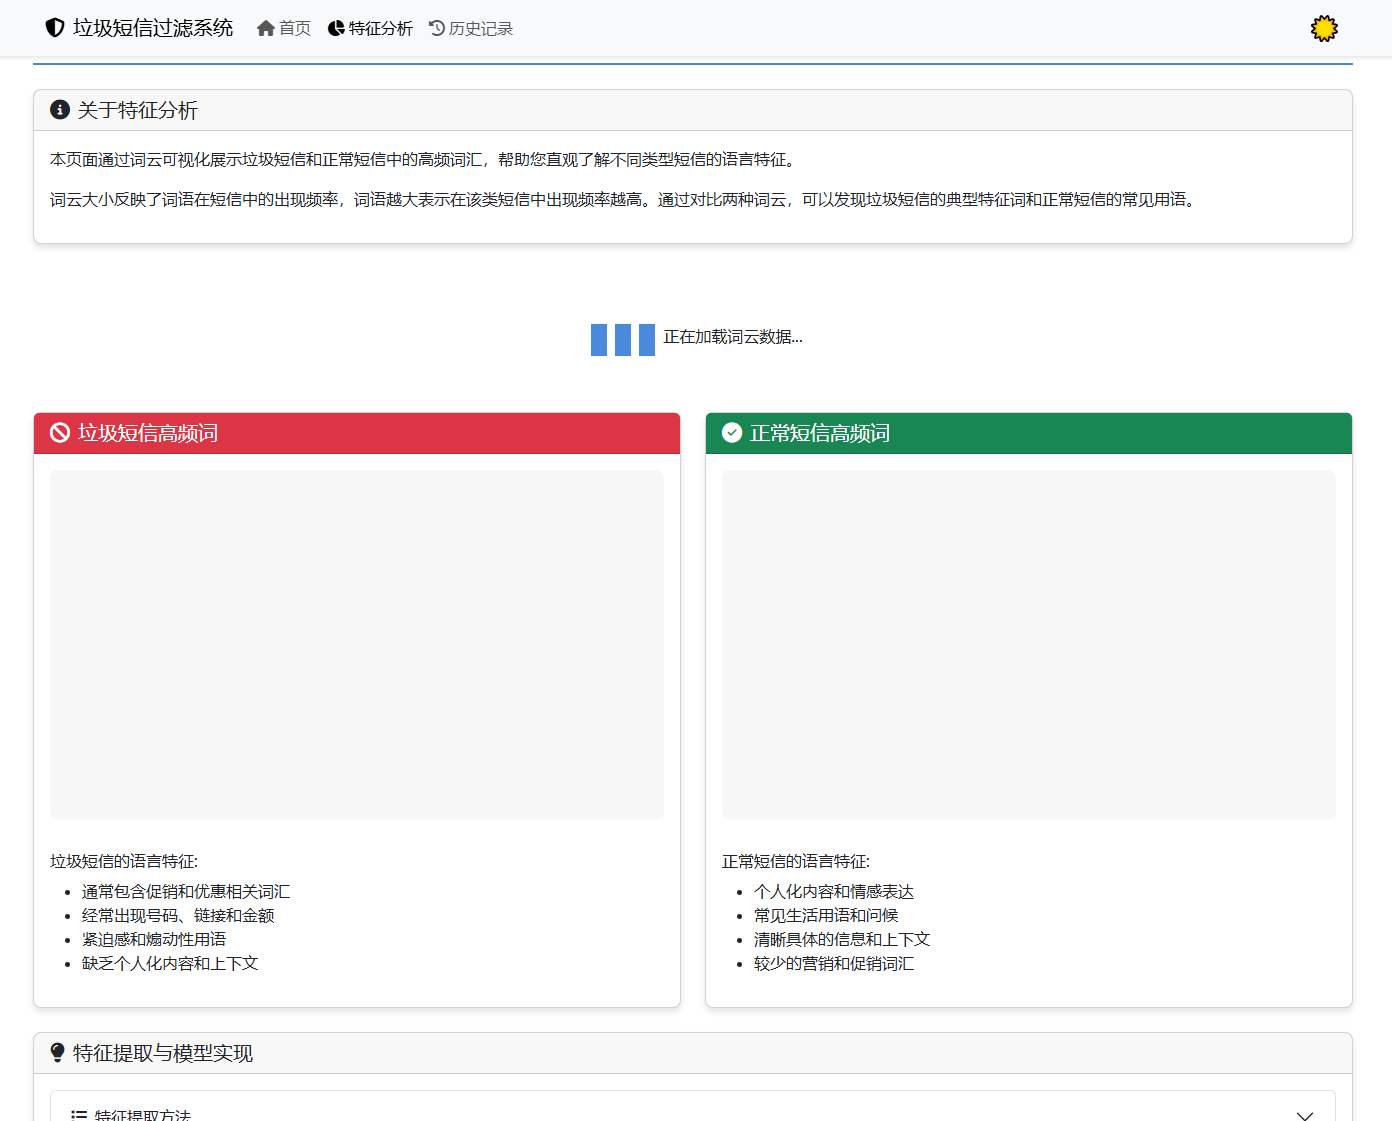 垃圾短信过滤系统 首页 特征分析 历史记录
关于特征分析
本页面通过词云可视化展示垃圾短信和正常短信中的高频词汇，帮助您直观了解不同类型短信的语言特征。
词云大小反映了词语在短信中的出现频率，词语越大表示在该类短信中出现频率越高。通过对比两种词云，可以发现垃圾短信的典型特征词和正常短信的常见用语。
正在加载词云数据...
垃圾短信高频词
垃圾短信的语言特征:
• 通常包含促销和优惠相关词汇
• 经常出现号码、链接和金额
• 紧迫感和煽动性用语
• 缺乏个人化内容和上下文
正常短信高频词
正常短信的语言特征:
• 个人化内容和情感表达
• 常见生活用语和问候
• 清晰具体的信息和上下文
• 较少的营销和促销词汇
特征提取与模型实现
特征提取方法